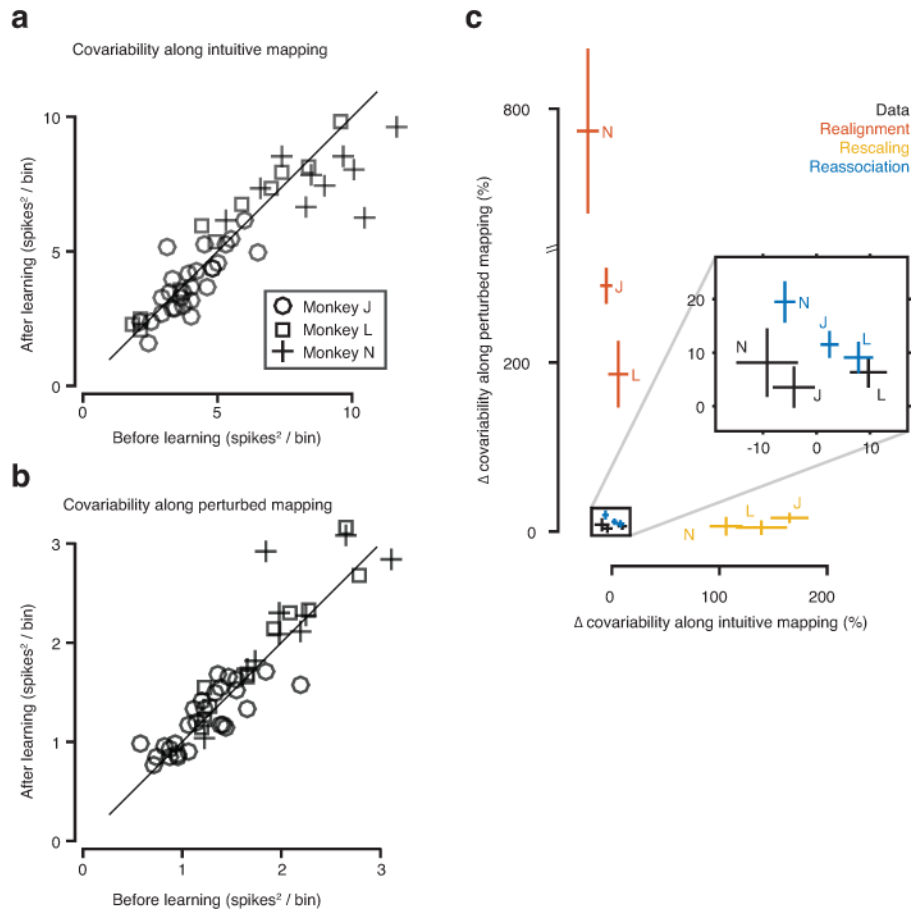 a
Covariability along intuitive mapping
After learning (spikes² / bin)
10
5
0
0
5
10
Monkey J
Monkey L
Monkey N
Before learning (spikes² / bin)
b
Covariability along perturbed mapping
After learning (spikes² / bin)
3
2
1
0
0
1
2
3
Before learning (spikes² / bin)
c
Δ covariability along perturbed mapping (%)
800
200
0
Data
Realignment
Rescaling
Reassociation
N
J
L
20
10
0
N
J
L
N
J
L
-10
0
10
N
L
J
0
100
200
Δ covariability along intuitive mapping (%)